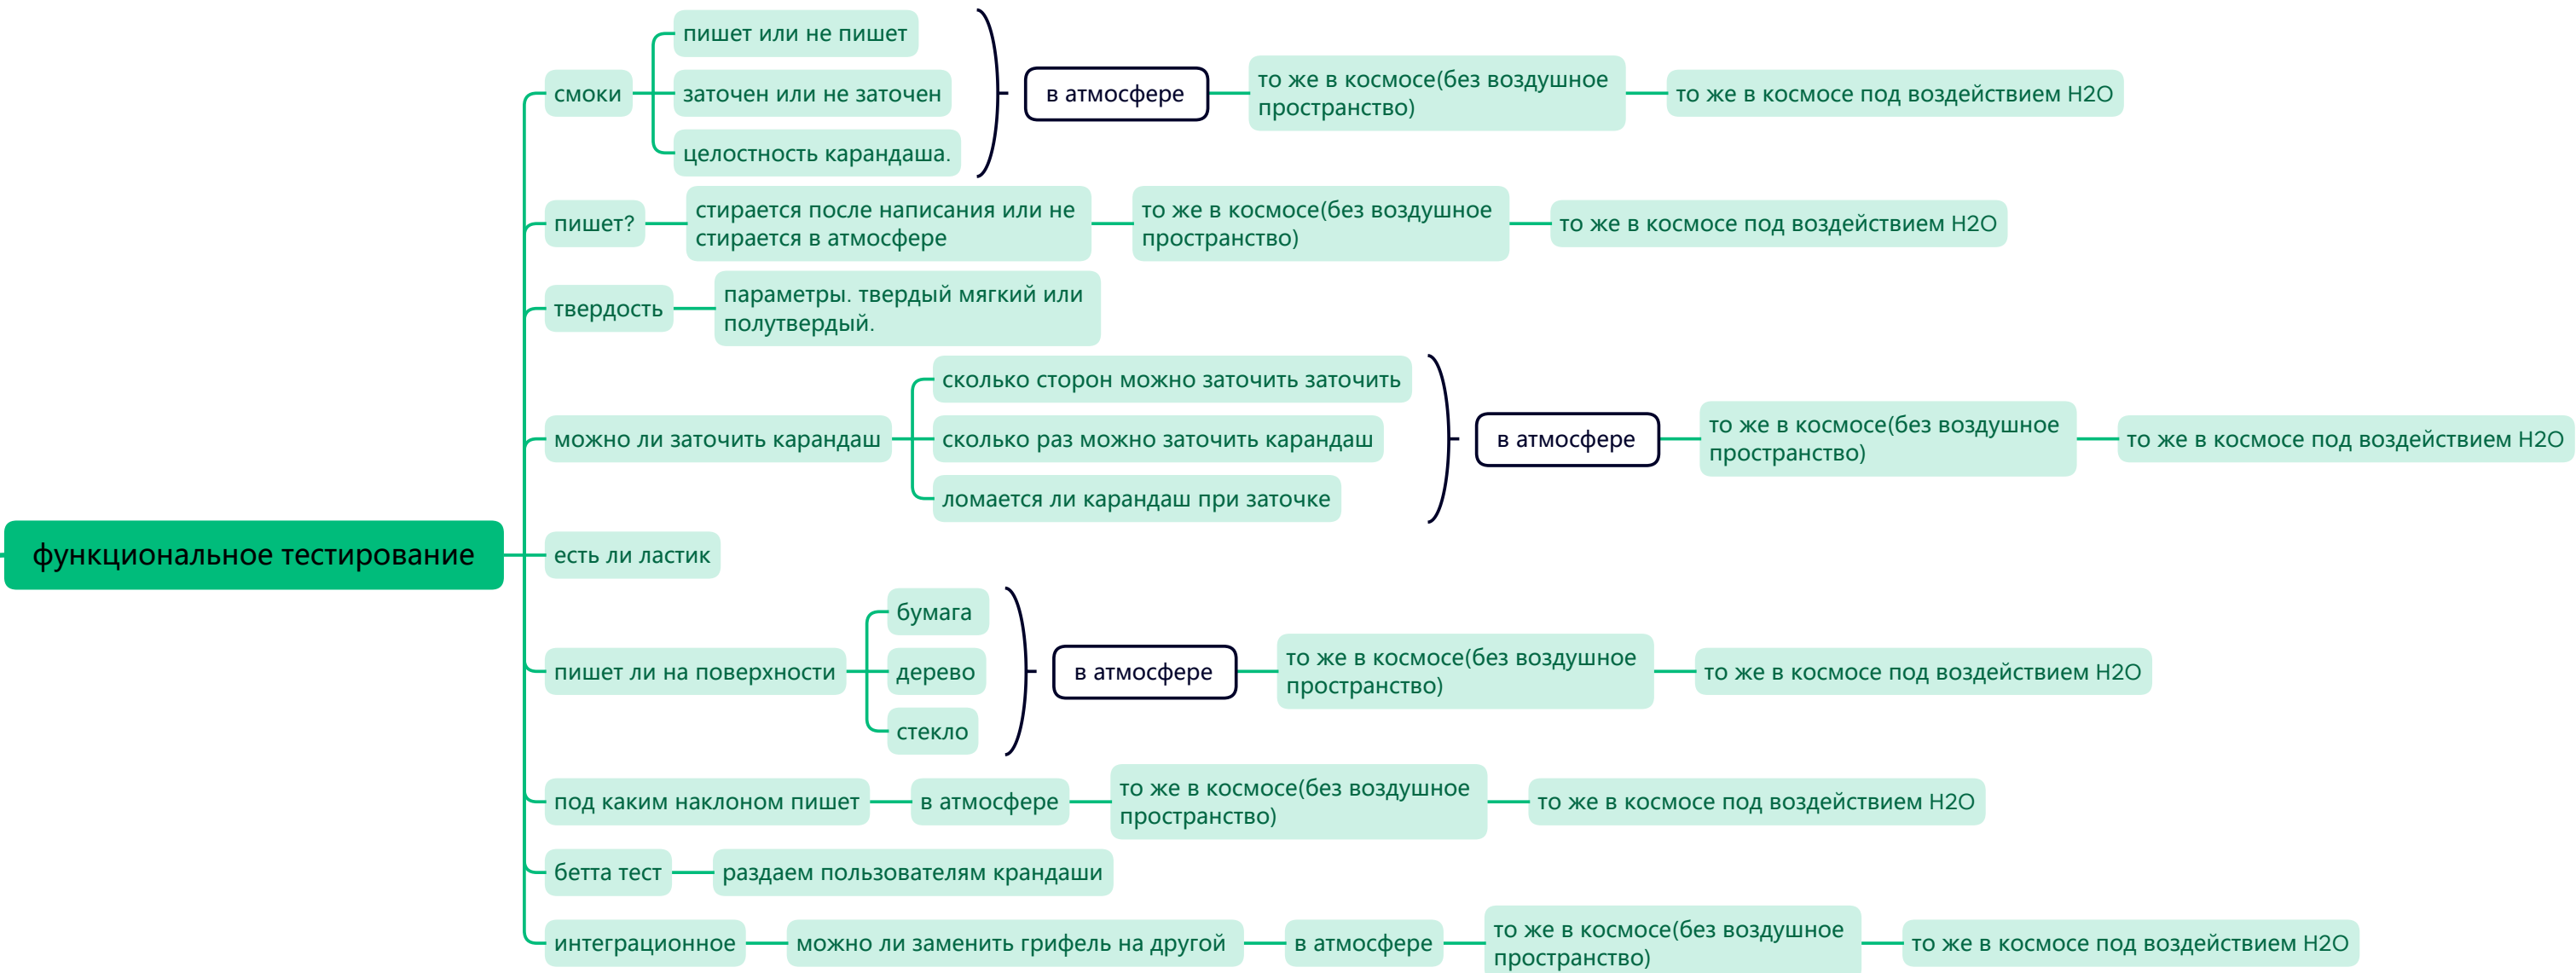 функциональное тестирование
смоки
пишет или не пишет
заточен или не заточен
целостность карандаша.
в атмосфере
то же в космосе(без воздушное
пространство)
то же в космосе под воздействием H2O
пишет?
стирается после написания или не
стирается в атмосфере
то же в космосе(без воздушное
пространство)
то же в космосе под воздействием H2O
твердость
параметры. твердый мягкий или
полутвердый.
можно ли заточить карандаш
сколько сторон можно заточить заточить
сколько раз можно заточить карандаш
ломается ли карандаш при заточке
в атмосфере
то же в космосе(без воздушное
пространство)
то же в космосе под воздействием H2O
есть ли ластик
пишет ли на поверхности
бумага
дерево
стекло
в атмосфере
то же в космосе(без воздушное
пространство)
то же в космосе под воздействием H2O
под каким наклоном пишет
в атмосфере
то же в космосе(без воздушное
пространство)
то же в космосе под воздействием H2O
бетта тест
раздаем пользователям крандаши
интеграционное
можно ли заменить грифель на другой
в атмосфере
то же в космосе(без воздушное
пространство)
то же в космосе под воздействием H2O